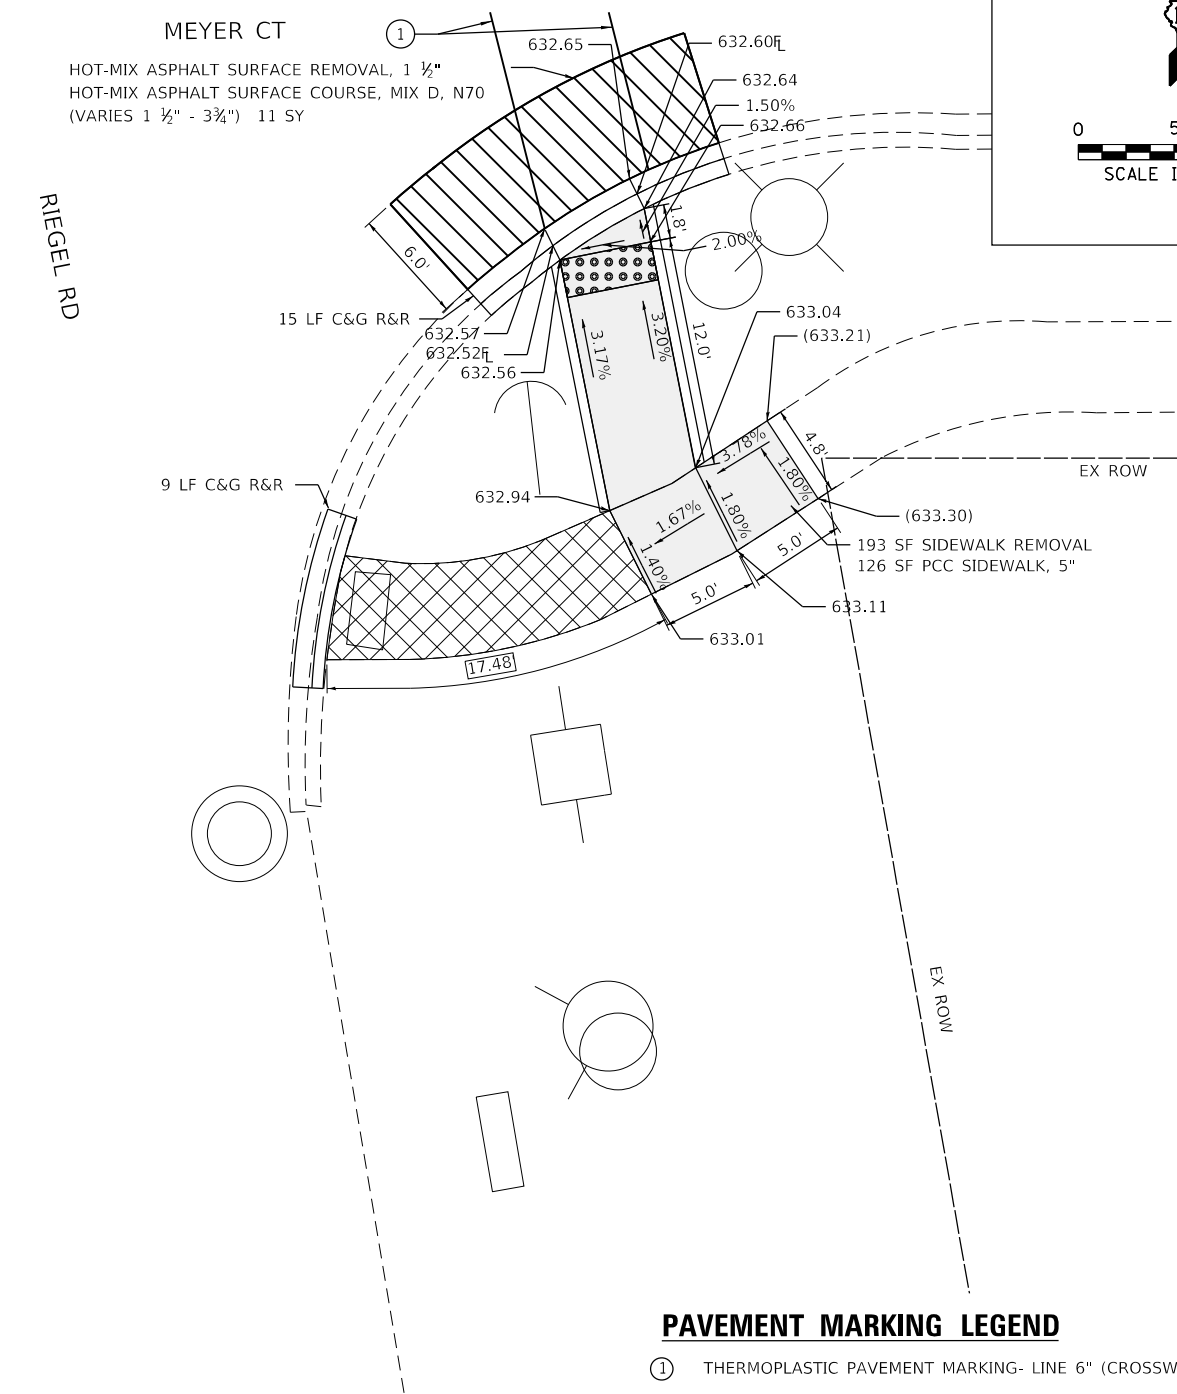 MEYER CT
1
HOT-MIX ASPHALT SURFACE REMOVAL, 1 ½"
HOT-MIX ASPHALT SURFACE COURSE, MIX D, N70
(VARIES 1 ½" - 3¾")  11 SY
632.65
632.60FL
632.64
1.50%
632.66
0
5
SCALE I
RIEGEL RD
6.0'
1.8'
2.00%
15 LF C&G R&R
632.57
632.52FL
632.56
3.17%
3.20%
12.0'
633.04
(633.21)
3.78%
4.8'
1.80%
EX ROW
9 LF C&G R&R
632.94
1.67%
1.80%
1.40%
(633.30)
5.0'
193 SF SIDEWALK REMOVAL
126 SF PCC SIDEWALK, 5"
5.0'
633.11
633.01
17.48
EX ROW
PAVEMENT MARKING LEGEND
1 THERMOPLASTIC PAVEMENT MARKING- LINE 6" (CROSSW